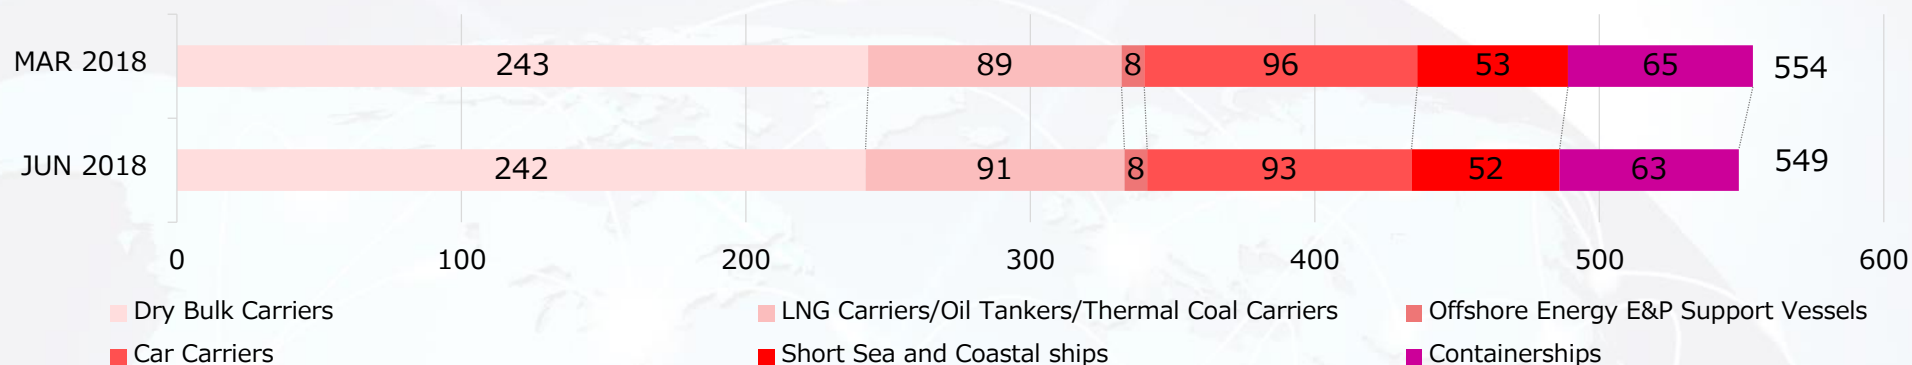 MAR 2018 243 89 8 96 53 65 554
JUN 2018 242 91 8 93 52 63 549
0 100 200 300 400 500 600
Dry Bulk Carriers LNG Carriers/Oil Tankers/Thermal Coal Carriers Offshore Energy E&P Support Vessels
Car Carriers Short Sea and Coastal ships Containerships